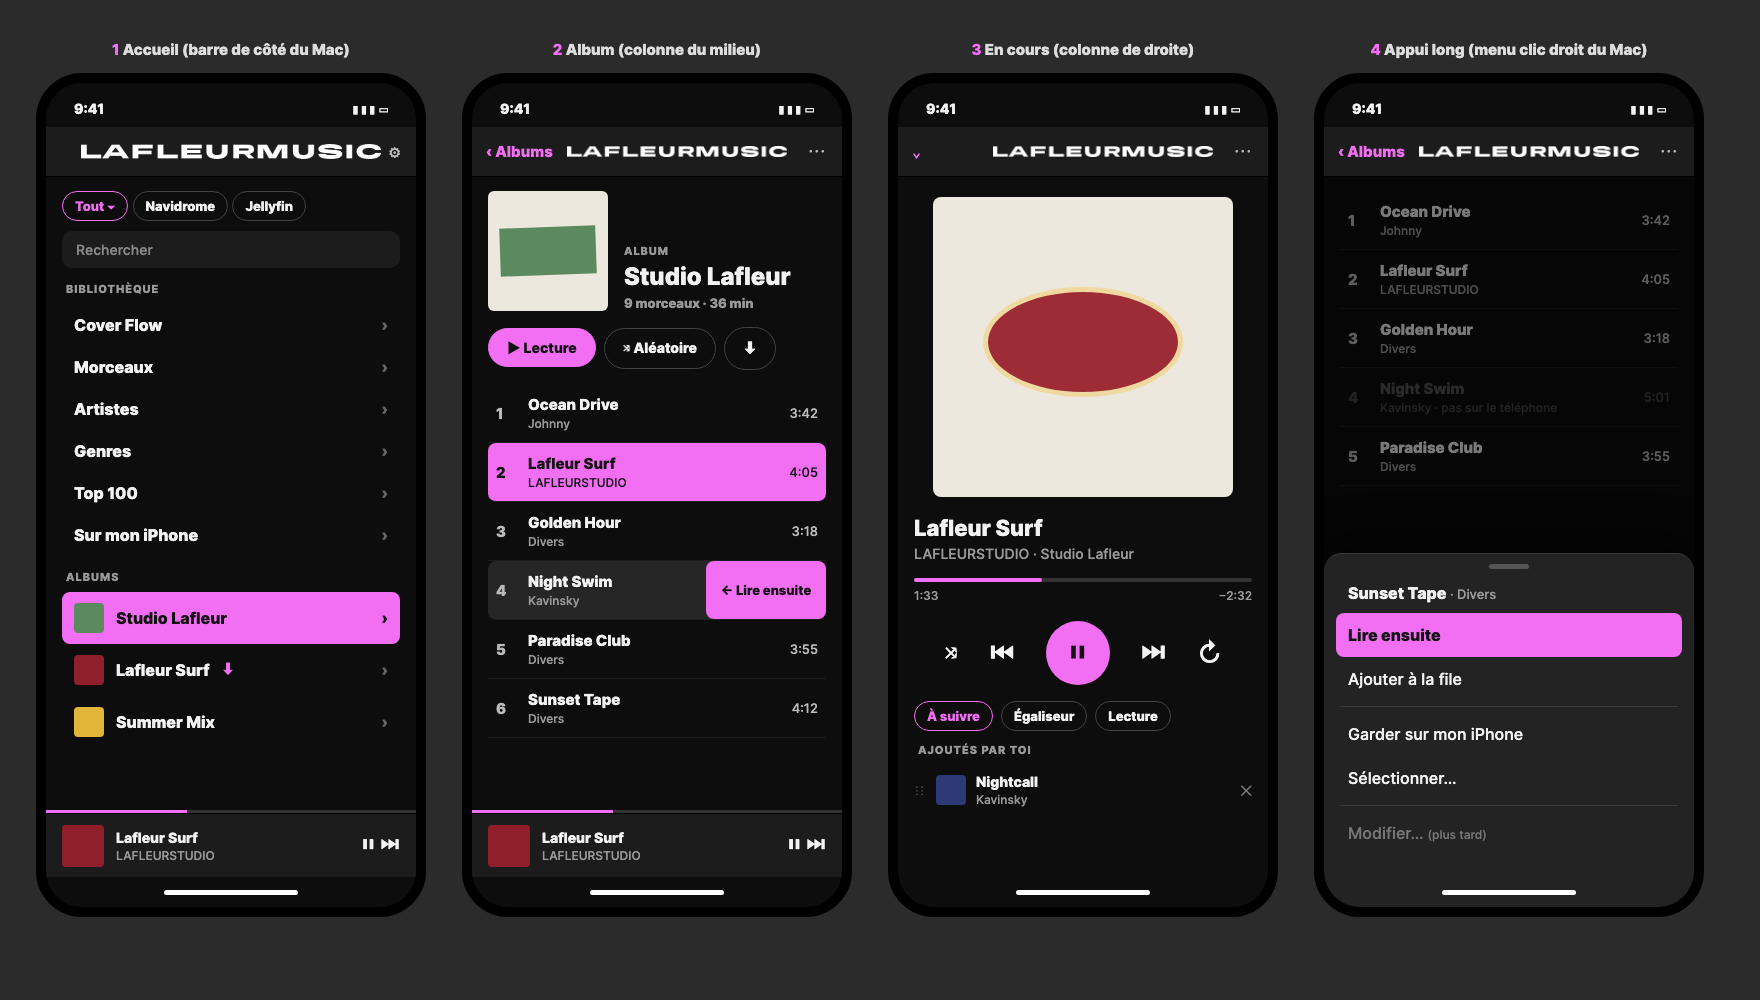 1 Accueil (barre de côté du Mac)
9:41
LAFLEURMUSIC
Tout
Navidrome
Jellyfin
Rechercher
BIBLIOTHÈQUE
Cover Flow
Morceaux
Artistes
Genres
Top 100
Sur mon iPhone
ALBUMS
Studio Lafleur
Lafleur Surf
Summer Mix
Lafleur Surf
LAFLEURSTUDIO
2 Album (colonne du milieu)
9:41
‹ Albums LAFLEURMUSIC ···
ALBUM
Studio Lafleur
9 morceaux · 36 min
Lecture
Aléatoire
1 Ocean Drive 3:42
Johnny
2 Lafleur Surf 4:05
LAFLEURSTUDIO
3 Golden Hour 3:18
Divers
4 Night Swim ← Lire ensuite
Kavinsky
5 Paradise Club 3:55
Divers
6 Sunset Tape 4:12
Divers
Lafleur Surf
LAFLEURSTUDIO
3 En cours (colonne de droite)
9:41
LAFLEURMUSIC ···
Lafleur Surf
LAFLEURSTUDIO · Studio Lafleur
1:33 −2:32
À suivre
Égaliseur
Lecture
AJOUTÉS PAR TOI
Nightcall
Kavinsky
4 Appui long (menu clic droit du Mac)
9:41
‹ Albums LAFLEURMUSIC ···
1 Ocean Drive 3:42
Johnny
2 Lafleur Surf 4:05
LAFLEURSTUDIO
3 Golden Hour 3:18
Divers
4 Night Swim 5:01
Kavinsky · pas sur le téléphone
5 Paradise Club 3:55
Divers
Sunset Tape · Divers
Lire ensuite
Ajouter à la file
Garder sur mon iPhone
Sélectionner...
Modifier... (plus tard)